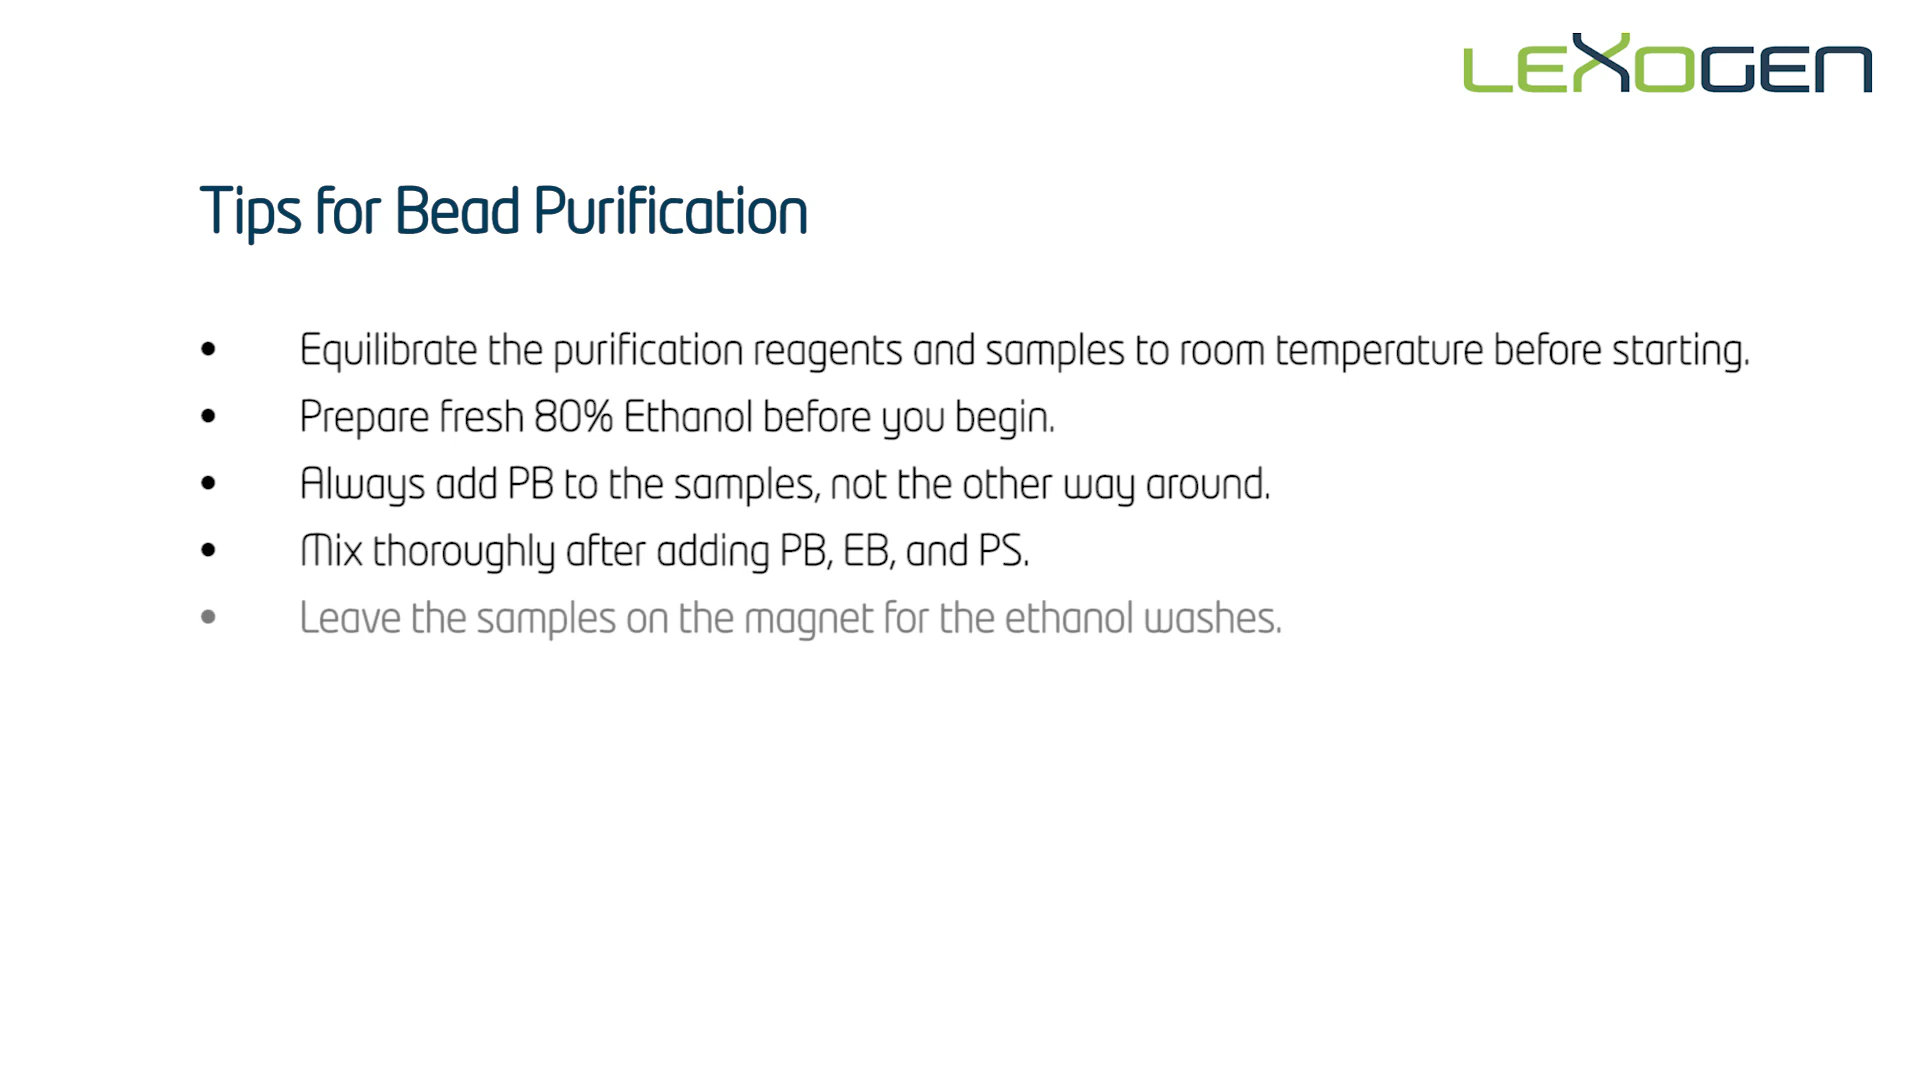 LEXOGEN
Tips for Bead Purification
• Equilibrate the purification reagents and samples to room temperature before starting.
• Prepare fresh 80% Ethanol before you begin.
• Always add PB to the samples, not the other way around.
• Mix thoroughly after adding PB, EB, and PS.
• Leave the samples on the magnet for the ethanol washes.